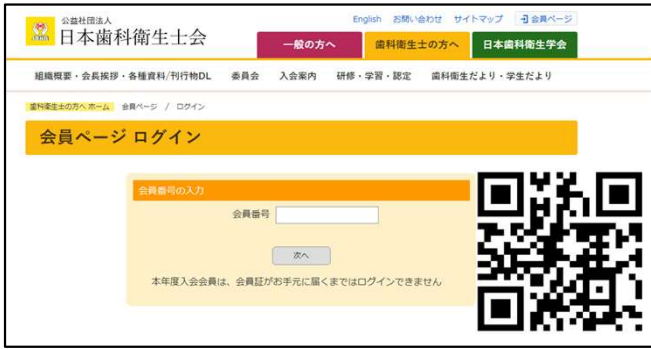 公益社団法人
日本歯科衛生士会
English お問い合わせ サイトマップ 会員ページ
一般の方へ 歯科衛生士の方へ 日本歯科衛生学会
組織概要・会長挨拶・各種資料/刊行物DL 委員会 入会案内 研修・学習・認定 歯科衛生だより・学生だより
歯科衛生士の方へ ホーム 会員ページ / ログイン
会員ページ ログイン
会員番号の入力
会員番号
次へ
本年度入会会員は、会員証がお手元に届くまではログインできません